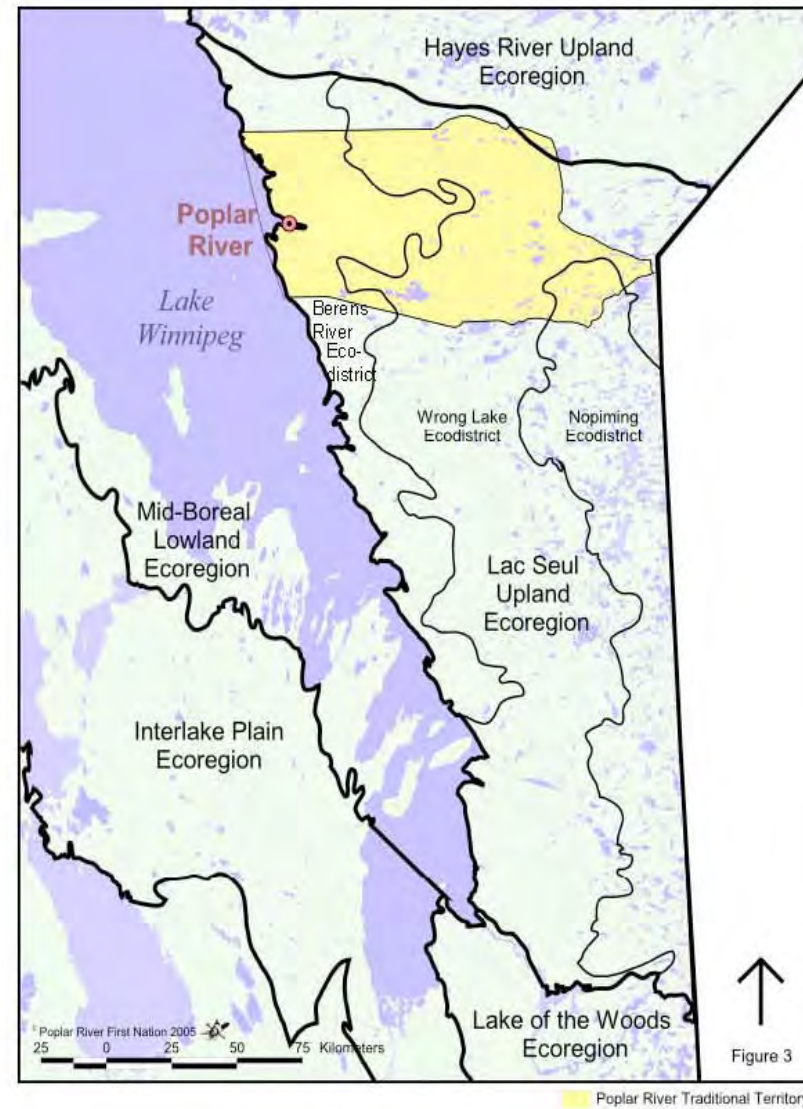 Hayes River Upland
Ecoregion
Poplar
River
Lake
Winnipeg
Berens
River
Eco-
district
Wrong Lake
Ecodistrict
Nopiming
Ecodistrict
Mid-Boreal
Lowland
Ecoregion
Lac Seul
Upland
Ecoregion
Interlake Plain
Ecoregion
Lake of the Woods
Ecoregion
Poplar River First Nation 2005
25 0 25 50 75 Kilometers
Figure 3
Poplar River Traditional Territory